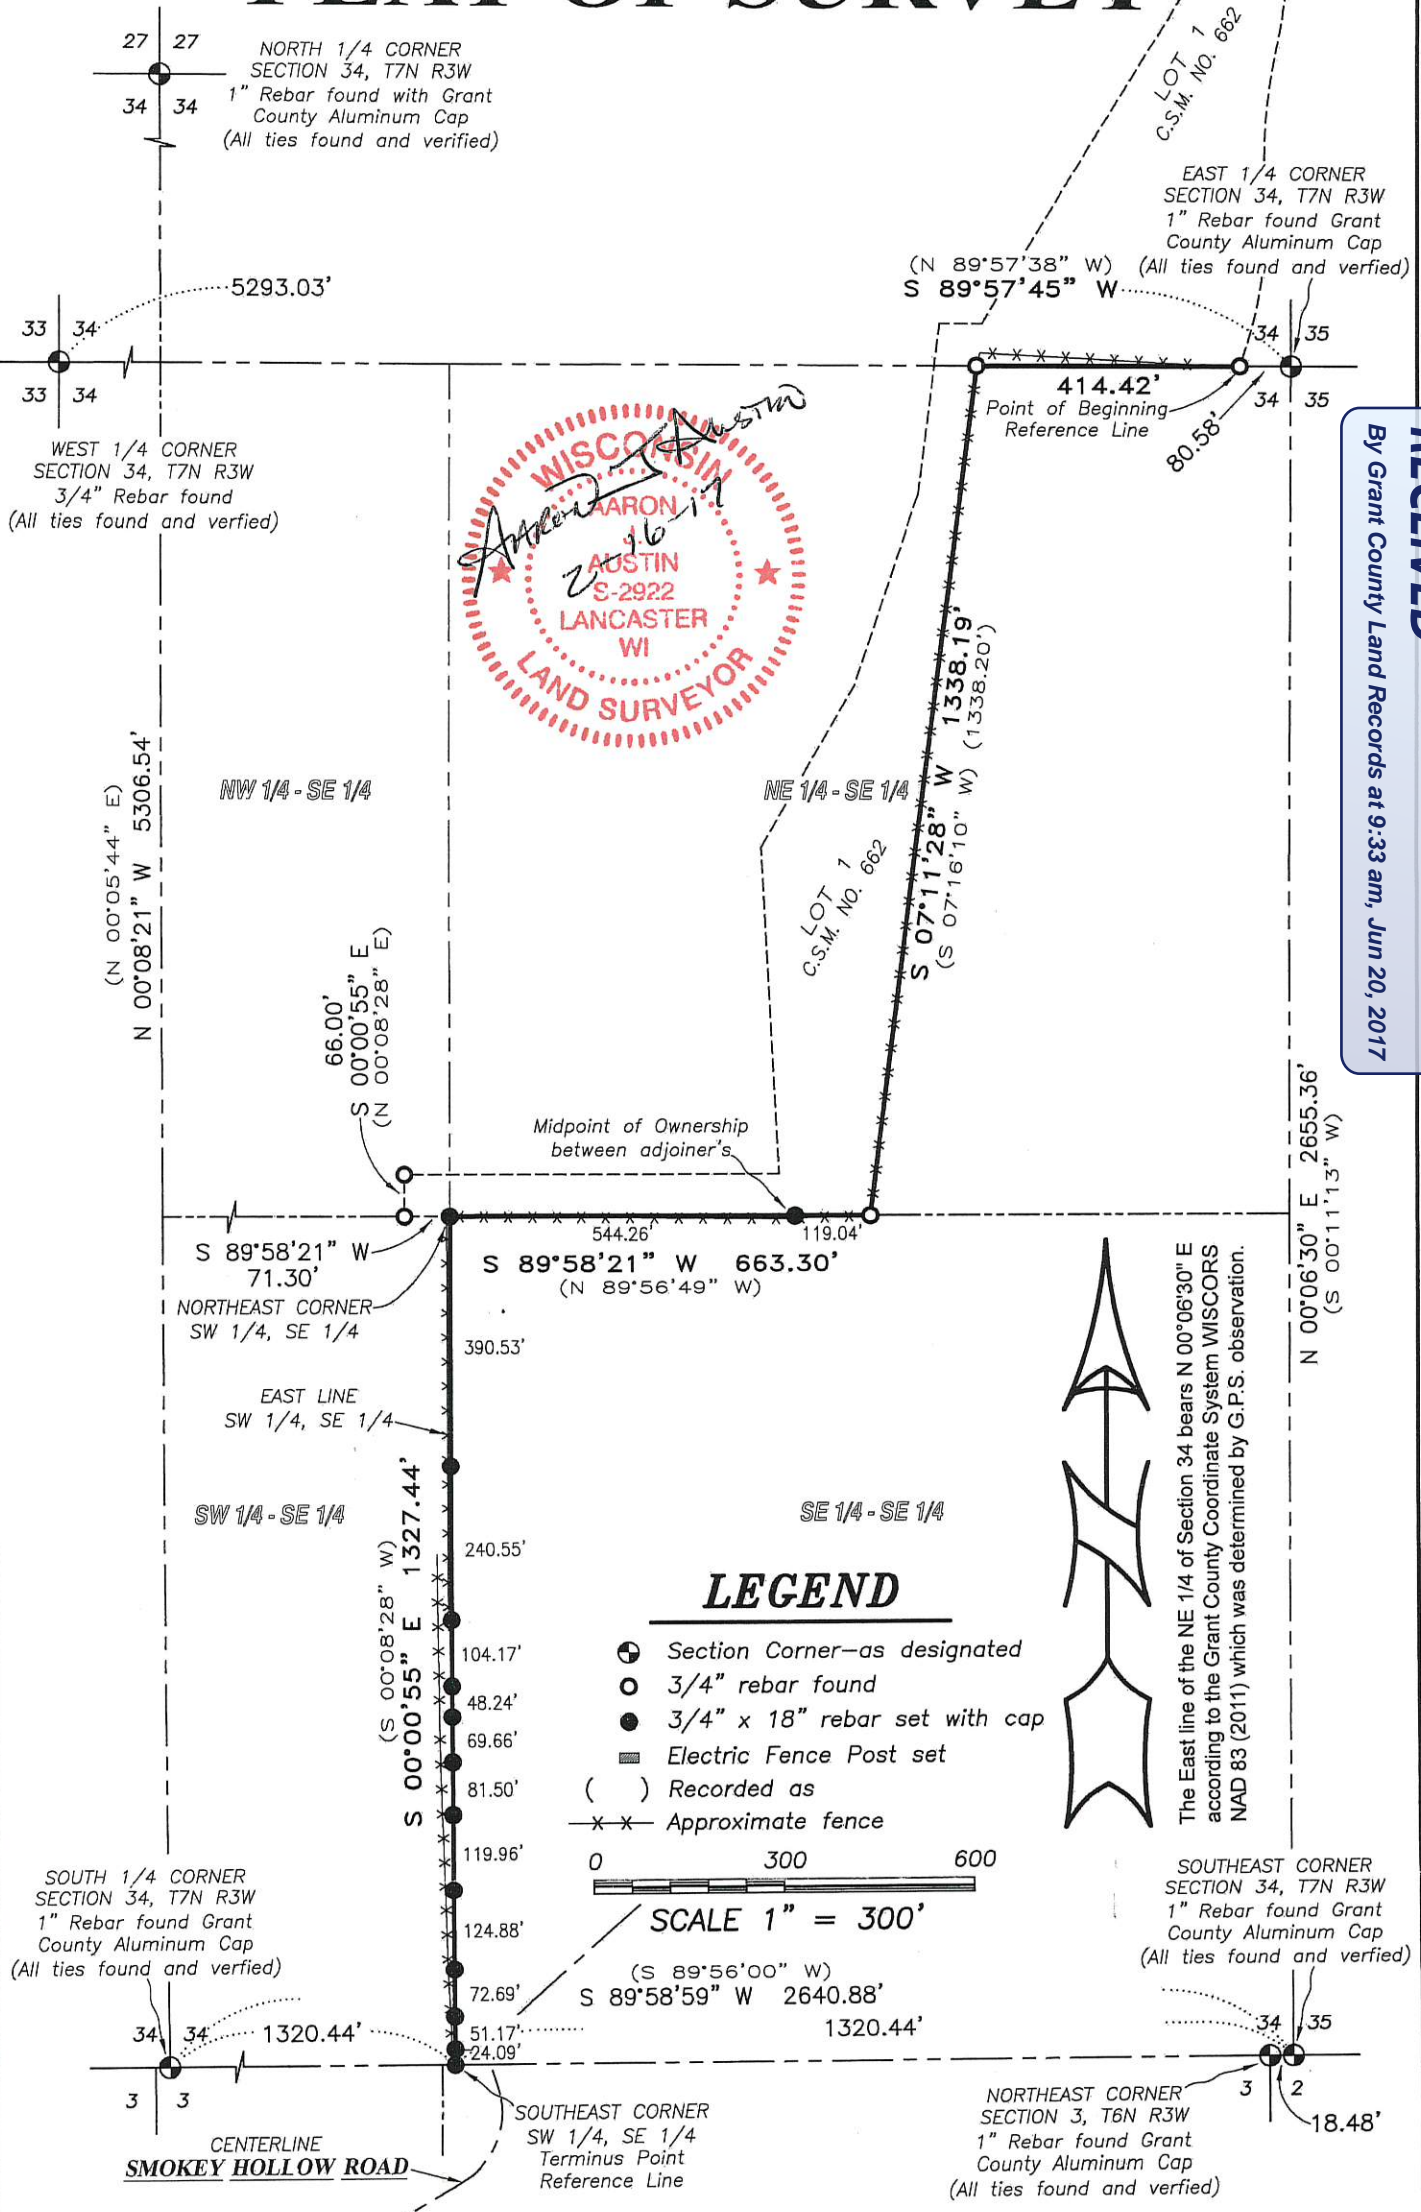 PLAT OF SURVEY
27 27
34 34
NORTH 1/4 CORNER
SECTION 34, T7N R3W
1" Rebar found with Grant
County Aluminum Cap
(All ties found and verified)
LOT 1
C.S.M. NO. 662
EAST 1/4 CORNER
SECTION 34, T7N R3W
1" Rebar found Grant
County Aluminum Cap
(All ties found and verfied)
(N 89°57'38" W)
S 89°57'45" W
5293.03'
33 34
33 34
34 35
34 35
WEST 1/4 CORNER
SECTION 34, T7N R3W
3/4" Rebar found
(All ties found and verfied)
414.42'
Point of Beginning
Reference Line
80.58'
RECEIVED
By Grant County Land Records at 9:33 am, Jun 20, 2017
Aaron J Austin
2-16-17
WISCONSIN
AARON
J
AUSTIN
S-2922
LANCASTER
WI
LAND SURVEYOR
S 07°11'28" W 1338.19'
(S 07°16'10" W) (1338.20')
NW 1/4 - SE 1/4
NE 1/4 - SE 1/4
(N 00°05'44" E)
N 00°08'21" W 5306.54'
LOT 1
C.S.M. NO. 662
66.00'
S 00°00'55" E
(N 00°08'28" E)
Midpoint of Ownership
between adjoiner's
544.26'
119.04'
S 89°58'21" W
71.30'
S 89°58'21" W 663.30'
(N 89°56'49" W)
NORTHEAST CORNER
SW 1/4, SE 1/4
N 00°06'30" E 2655.36'
(S 00°11'13" W)
390.53'
EAST LINE
SW 1/4, SE 1/4
The East line of the NE 1/4 of Section 34 bears N 00°06'30" E
according to the Grant County Coordinate System WISCORS
NAD 83 (2011) which was determined by G.P.S. observation.
SW 1/4 - SE 1/4
SE 1/4 - SE 1/4
(S 00°08'28" W)
S 00°00'55" E 1327.44'
240.55'
104.17'
48.24'
69.66'
81.50'
119.96'
124.88'
72.69'
51.17'
24.09'
LEGEND
Section Corner-as designated
3/4" rebar found
3/4" x 18" rebar set with cap
Electric Fence Post set
( ) Recorded as
x x Approximate fence
0 300 600
SCALE 1" = 300'
SOUTH 1/4 CORNER
SECTION 34, T7N R3W
1" Rebar found Grant
County Aluminum Cap
(All ties found and verfied)
SOUTHEAST CORNER
SECTION 34, T7N R3W
1" Rebar found Grant
County Aluminum Cap
(All ties found and verfied)
(S 89°56'00" W)
S 89°58'59" W 2640.88'
34 34
1320.44'
1320.44'
34 35
3 3
3 2
18.48'
SOUTHEAST CORNER
SW 1/4, SE 1/4
Terminus Point
Reference Line
NORTHEAST CORNER
SECTION 3, T6N R3W
1" Rebar found Grant
County Aluminum Cap
(All ties found and verfied)
CENTERLINE
SMOKEY HOLLOW ROAD